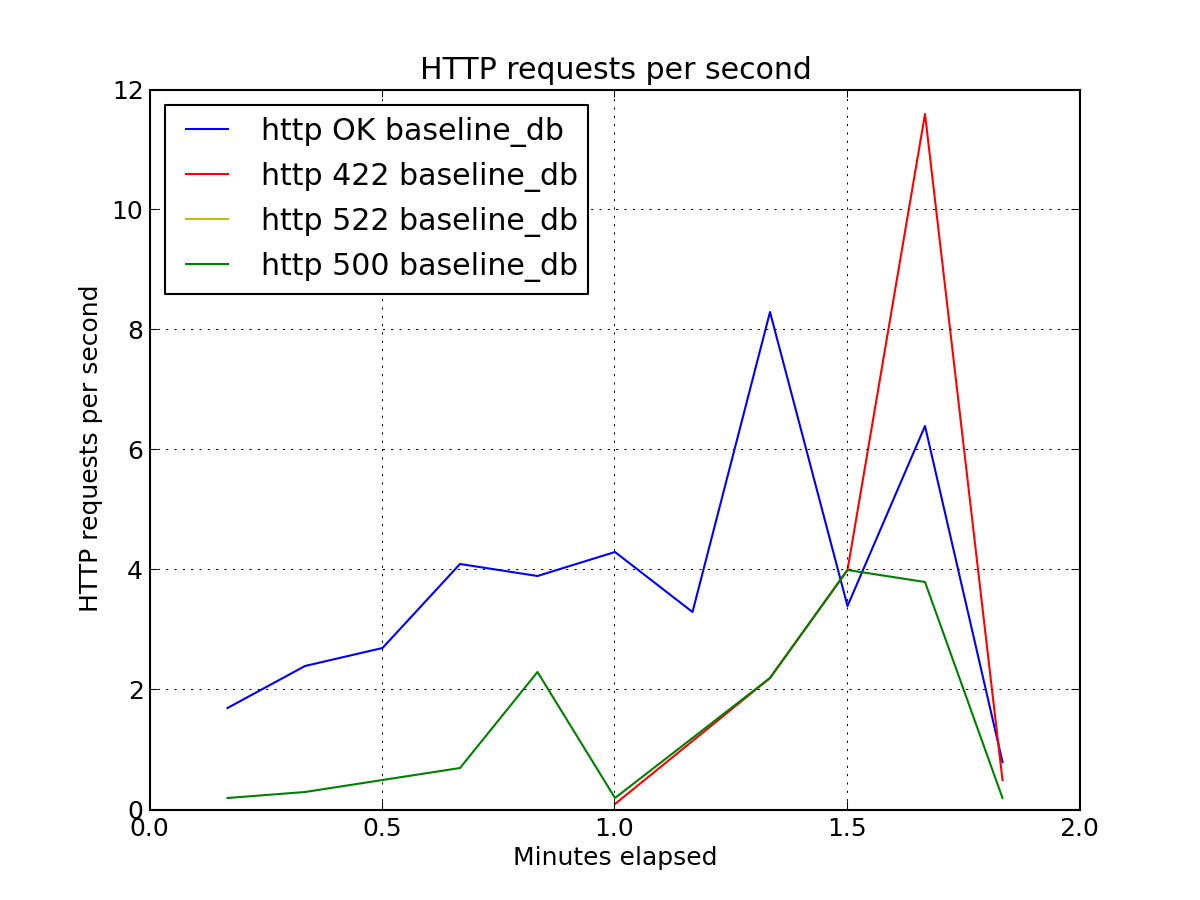 HTTP requests per second
12
10
8
6
4
2
0
http OK baseline_db
http 422 baseline_db
http 522 baseline_db
http 500 baseline_db
HTTP requests per second
0.0 0.5 1.0 1.5 2.0
Minutes elapsed